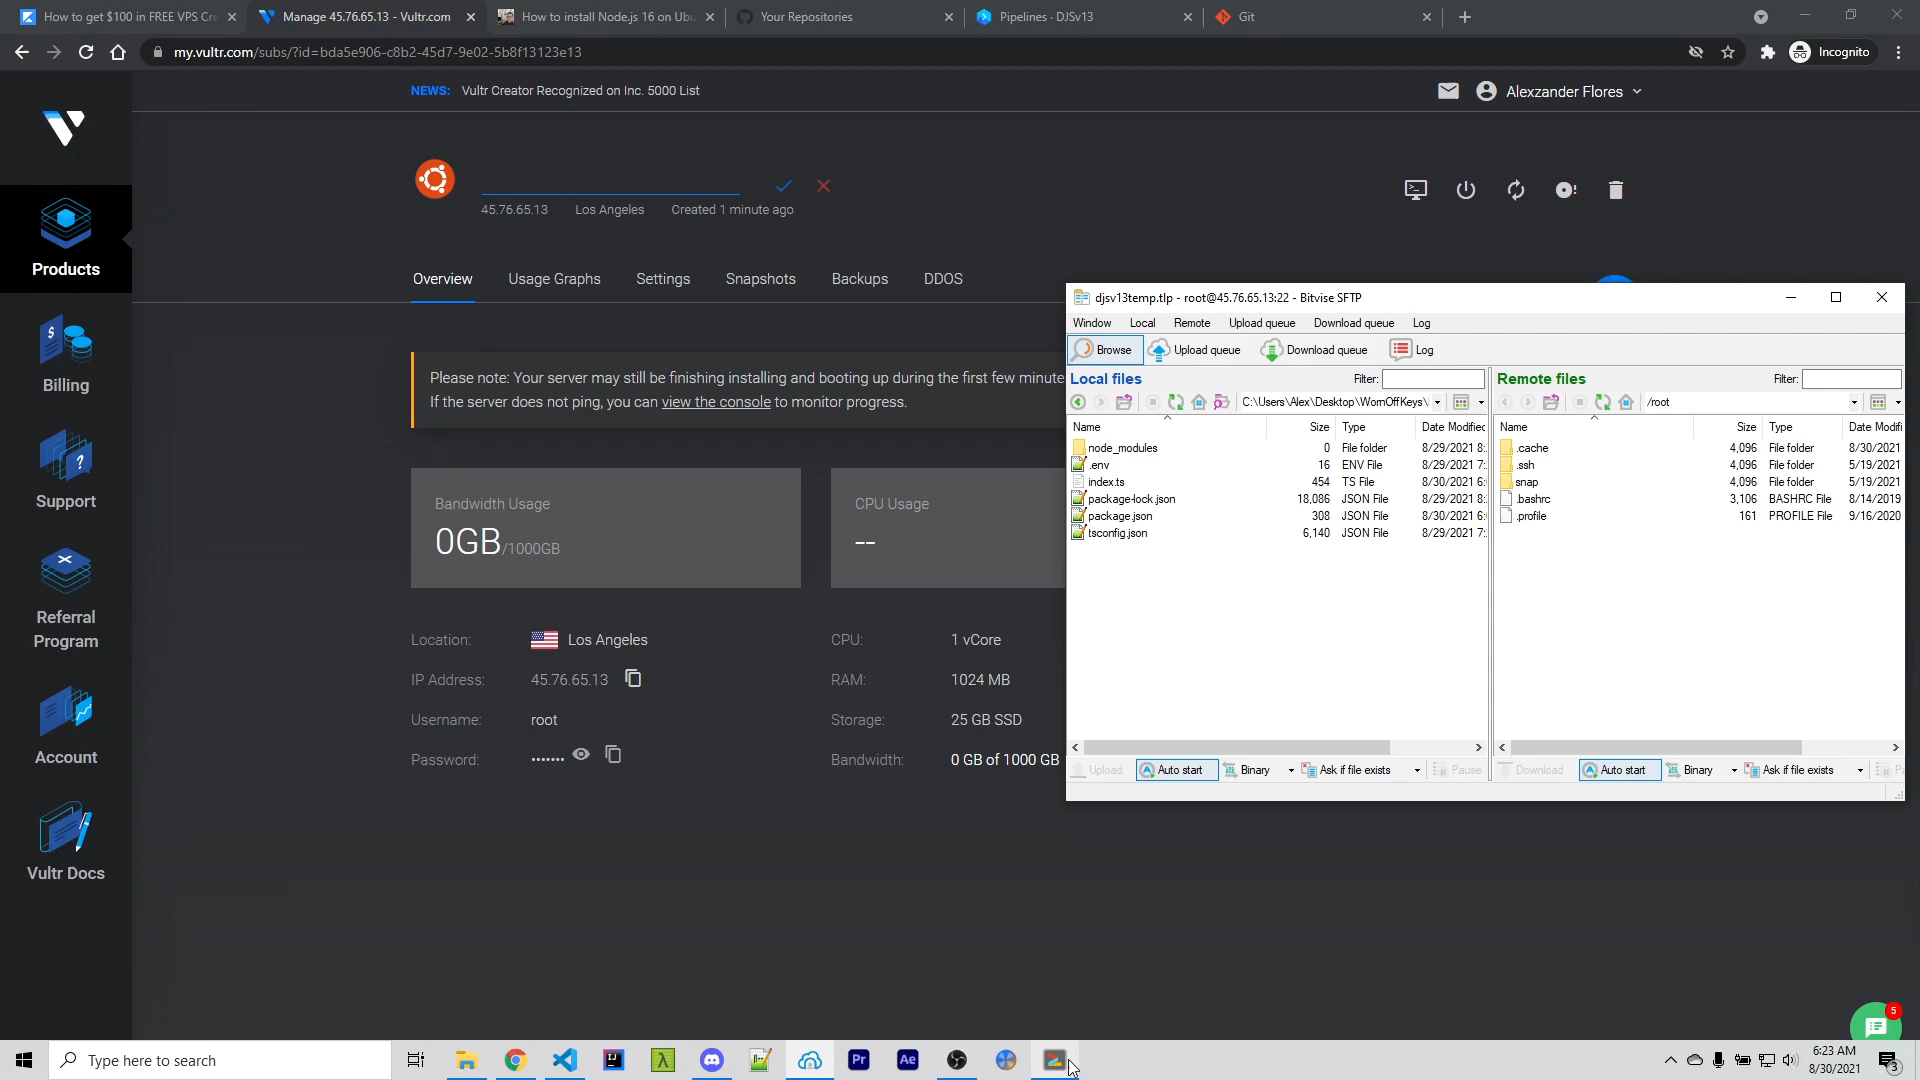 How to get $100 in FREE VPS Cre
Manage 45.76.65.13 - Vultr.com
How to install Node.js 16 on Ubu
Your Repositories
Pipelines · DJSv13
Git
my.vultr.com/subs/?id=bda5e906-c8b2-45d7-9e02-5b8f13123e13
Incognito
NEWS: Vultr Creator Recognized on Inc. 5000 List
Alexzander Flores
45.76.65.13 Los Angeles Created 1 minute ago
Products
Billing
Support
Referral
Program
Account
Vultr Docs
Overview Usage Graphs Settings Snapshots Backups DDOS
Please note: Your server may still be finishing installing and booting up during the first few minute
If the server does not ping, you can view the console to monitor progress.
Bandwidth Usage
0GB/1000GB
CPU Usage
--
Location: Los Angeles
IP Address: 45.76.65.13
Username: root
Password: .......
CPU: 1 vCore
RAM: 1024 MB
Storage: 25 GB SSD
Bandwidth: 0 GB of 1000 GB
djsv13temp.tlp - root@45.76.65.13:22 - Bitvise SFTP
Window Local Remote Upload queue Download queue Log
Browse Upload queue Download queue Log
Local files Filter:
C:\Users\Alex\Desktop\WornOffKeys\
Name Size Type Date Modified
node_modules 0 File folder 8/29/2021 8:
.env 16 ENV File 8/29/2021 7:
index.ts 454 TS File 8/30/2021 6:
package-lock.json 18,086 JSON File 8/29/2021 8:
package.json 308 JSON File 8/30/2021 6:
tsconfig.json 6,140 JSON File 8/29/2021 7:
Upload Auto start Binary Ask if file exists Pause
Remote files Filter:
/root
Name Size Type Date Modifi
.cache 4,096 File folder 8/30/2021
.ssh 4,096 File folder 5/19/2021
snap 4,096 File folder 5/19/2021
.bashrc 3,106 BASHRC File 8/14/2019
.profile 161 PROFILE File 9/16/2020
Download Auto start Binary Ask if file exists Pa
5
Type here to search
Pr
Ae
6:23 AM
8/30/2021
3